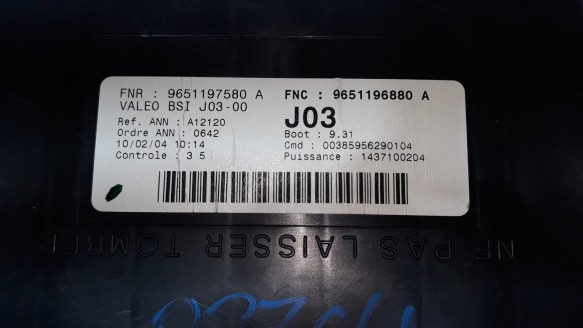 FNR : 9651197580 A
FNC : 9651196880 A
VALEO BSI J03-00
J03
Ref. ANN : A12120
Ordre ANN : 0642
Boot : 9.31
10/02/04 10:14
Cmd : 00385956290104
Controle : 3 5
Puissance : 1437100204
NE PAS LAISSER TOMBER